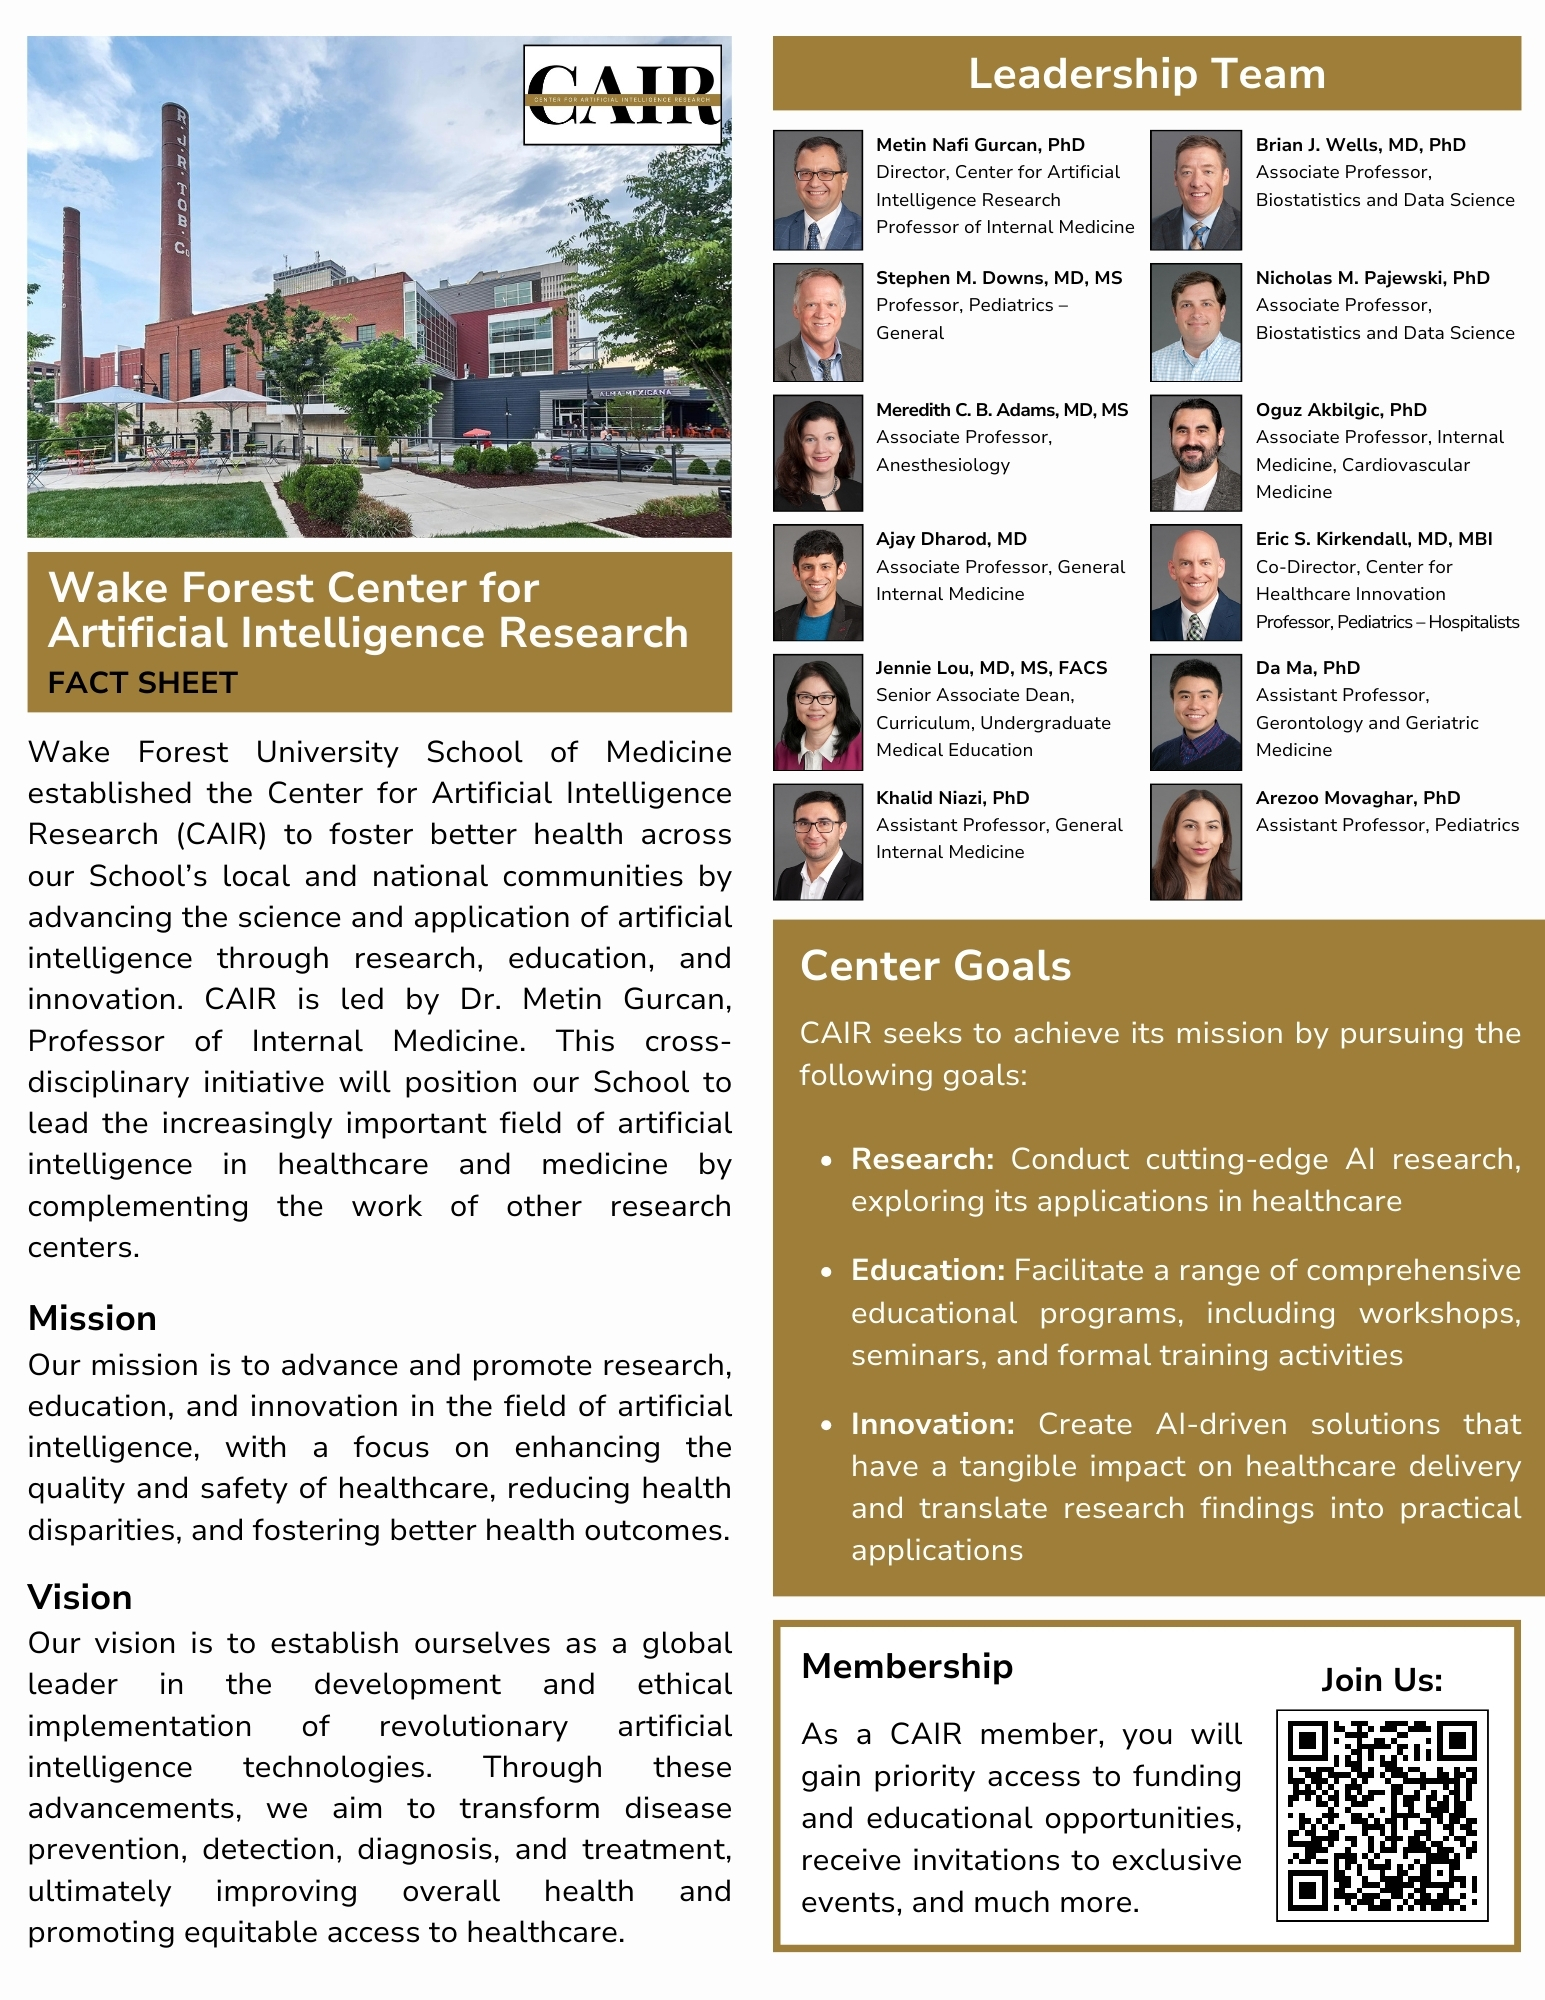 R.J.R. TOB. Co
CAIR
CENTER FOR ARTIFICIAL INTELLIGENCE RESEARCH
ALMA MEXICANA
Wake Forest Center for
Artificial Intelligence Research
FACT SHEET
Wake Forest University School of Medicine
established the Center for Artificial Intelligence
Research (CAIR) to foster better health across
our School’s local and national communities by
advancing the science and application of artificial
intelligence through research, education, and
innovation. CAIR is led by Dr. Metin Gurcan,
Professor of Internal Medicine. This cross-
disciplinary initiative will position our School to
lead the increasingly important field of artificial
intelligence in healthcare and medicine by
complementing the work of other research
centers.
Mission
Our mission is to advance and promote research,
education, and innovation in the field of artificial
intelligence, with a focus on enhancing the
quality and safety of healthcare, reducing health
disparities, and fostering better health outcomes.
Vision
Our vision is to establish ourselves as a global
leader in the development and ethical
implementation of revolutionary artificial
intelligence technologies. Through these
advancements, we aim to transform disease
prevention, detection, diagnosis, and treatment,
ultimately improving overall health and
promoting equitable access to healthcare.
Leadership Team
Metin Nafi Gurcan, PhD
Director, Center for Artificial
Intelligence Research
Professor of Internal Medicine
Brian J. Wells, MD, PhD
Associate Professor,
Biostatistics and Data Science
Stephen M. Downs, MD, MS
Professor, Pediatrics –
General
Nicholas M. Pajewski, PhD
Associate Professor,
Biostatistics and Data Science
Meredith C. B. Adams, MD, MS
Associate Professor,
Anesthesiology
Oguz Akbilgic, PhD
Associate Professor, Internal
Medicine, Cardiovascular
Medicine
Ajay Dharod, MD
Associate Professor, General
Internal Medicine
Eric S. Kirkendall, MD, MBI
Co-Director, Center for
Healthcare Innovation
Professor, Pediatrics – Hospitalists
Jennie Lou, MD, MS, FACS
Senior Associate Dean,
Curriculum, Undergraduate
Medical Education
Da Ma, PhD
Assistant Professor,
Gerontology and Geriatric
Medicine
Khalid Niazi, PhD
Assistant Professor, General
Internal Medicine
Arezoo Movaghar, PhD
Assistant Professor, Pediatrics
Center Goals
CAIR seeks to achieve its mission by pursuing the
following goals:
• Research: Conduct cutting-edge AI research,
exploring its applications in healthcare
• Education: Facilitate a range of comprehensive
educational programs, including workshops,
seminars, and formal training activities
• Innovation: Create AI-driven solutions that
have a tangible impact on healthcare delivery
and translate research findings into practical
applications
Membership
As a CAIR member, you will
gain priority access to funding
and educational opportunities,
receive invitations to exclusive
events, and much more.
Join Us: